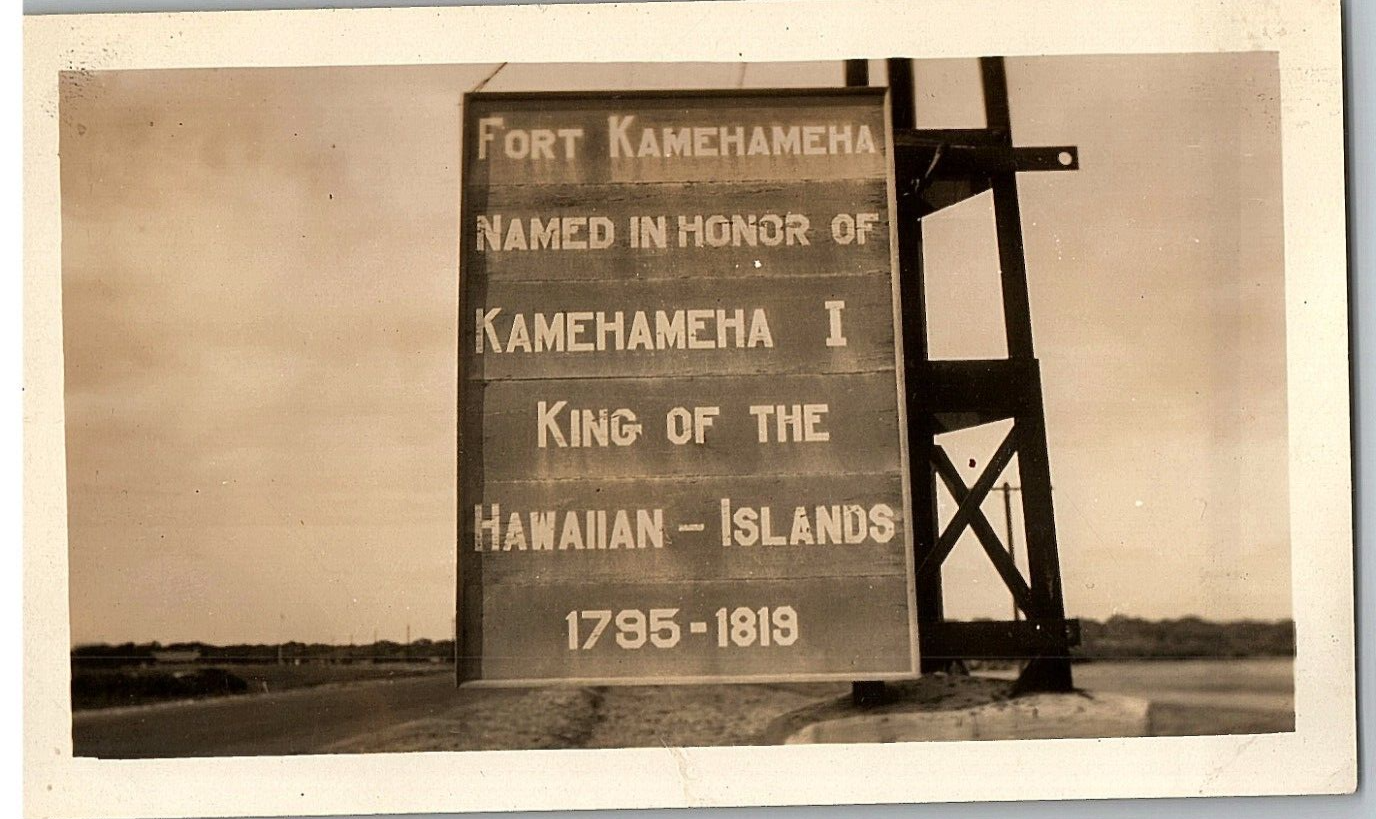 Fort Kamehameha
Named in honor of
Kamehameha I
King of the
Hawaiian - Islands
1795-1819